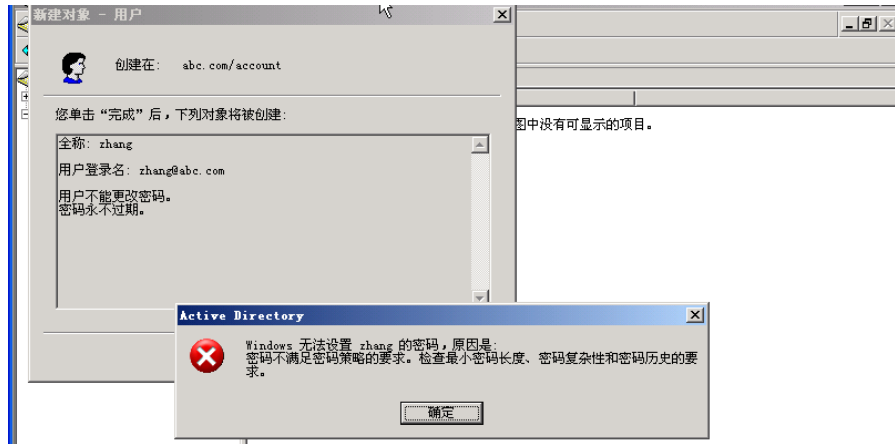 新建对象 - 用户
创建在: abc.com/account
您单击“完成”后，下列对象将被创建:
全称: zhang
用户登录名: zhang@abc.com
用户不能更改密码。
密码永不过期。
图中没有可显示的项目。
Active Directory
Windows 无法设置 zhang 的密码，原因是:
密码不满足密码策略的要求。检查最小密码长度、密码复杂性和密码历史的要
求。
确定